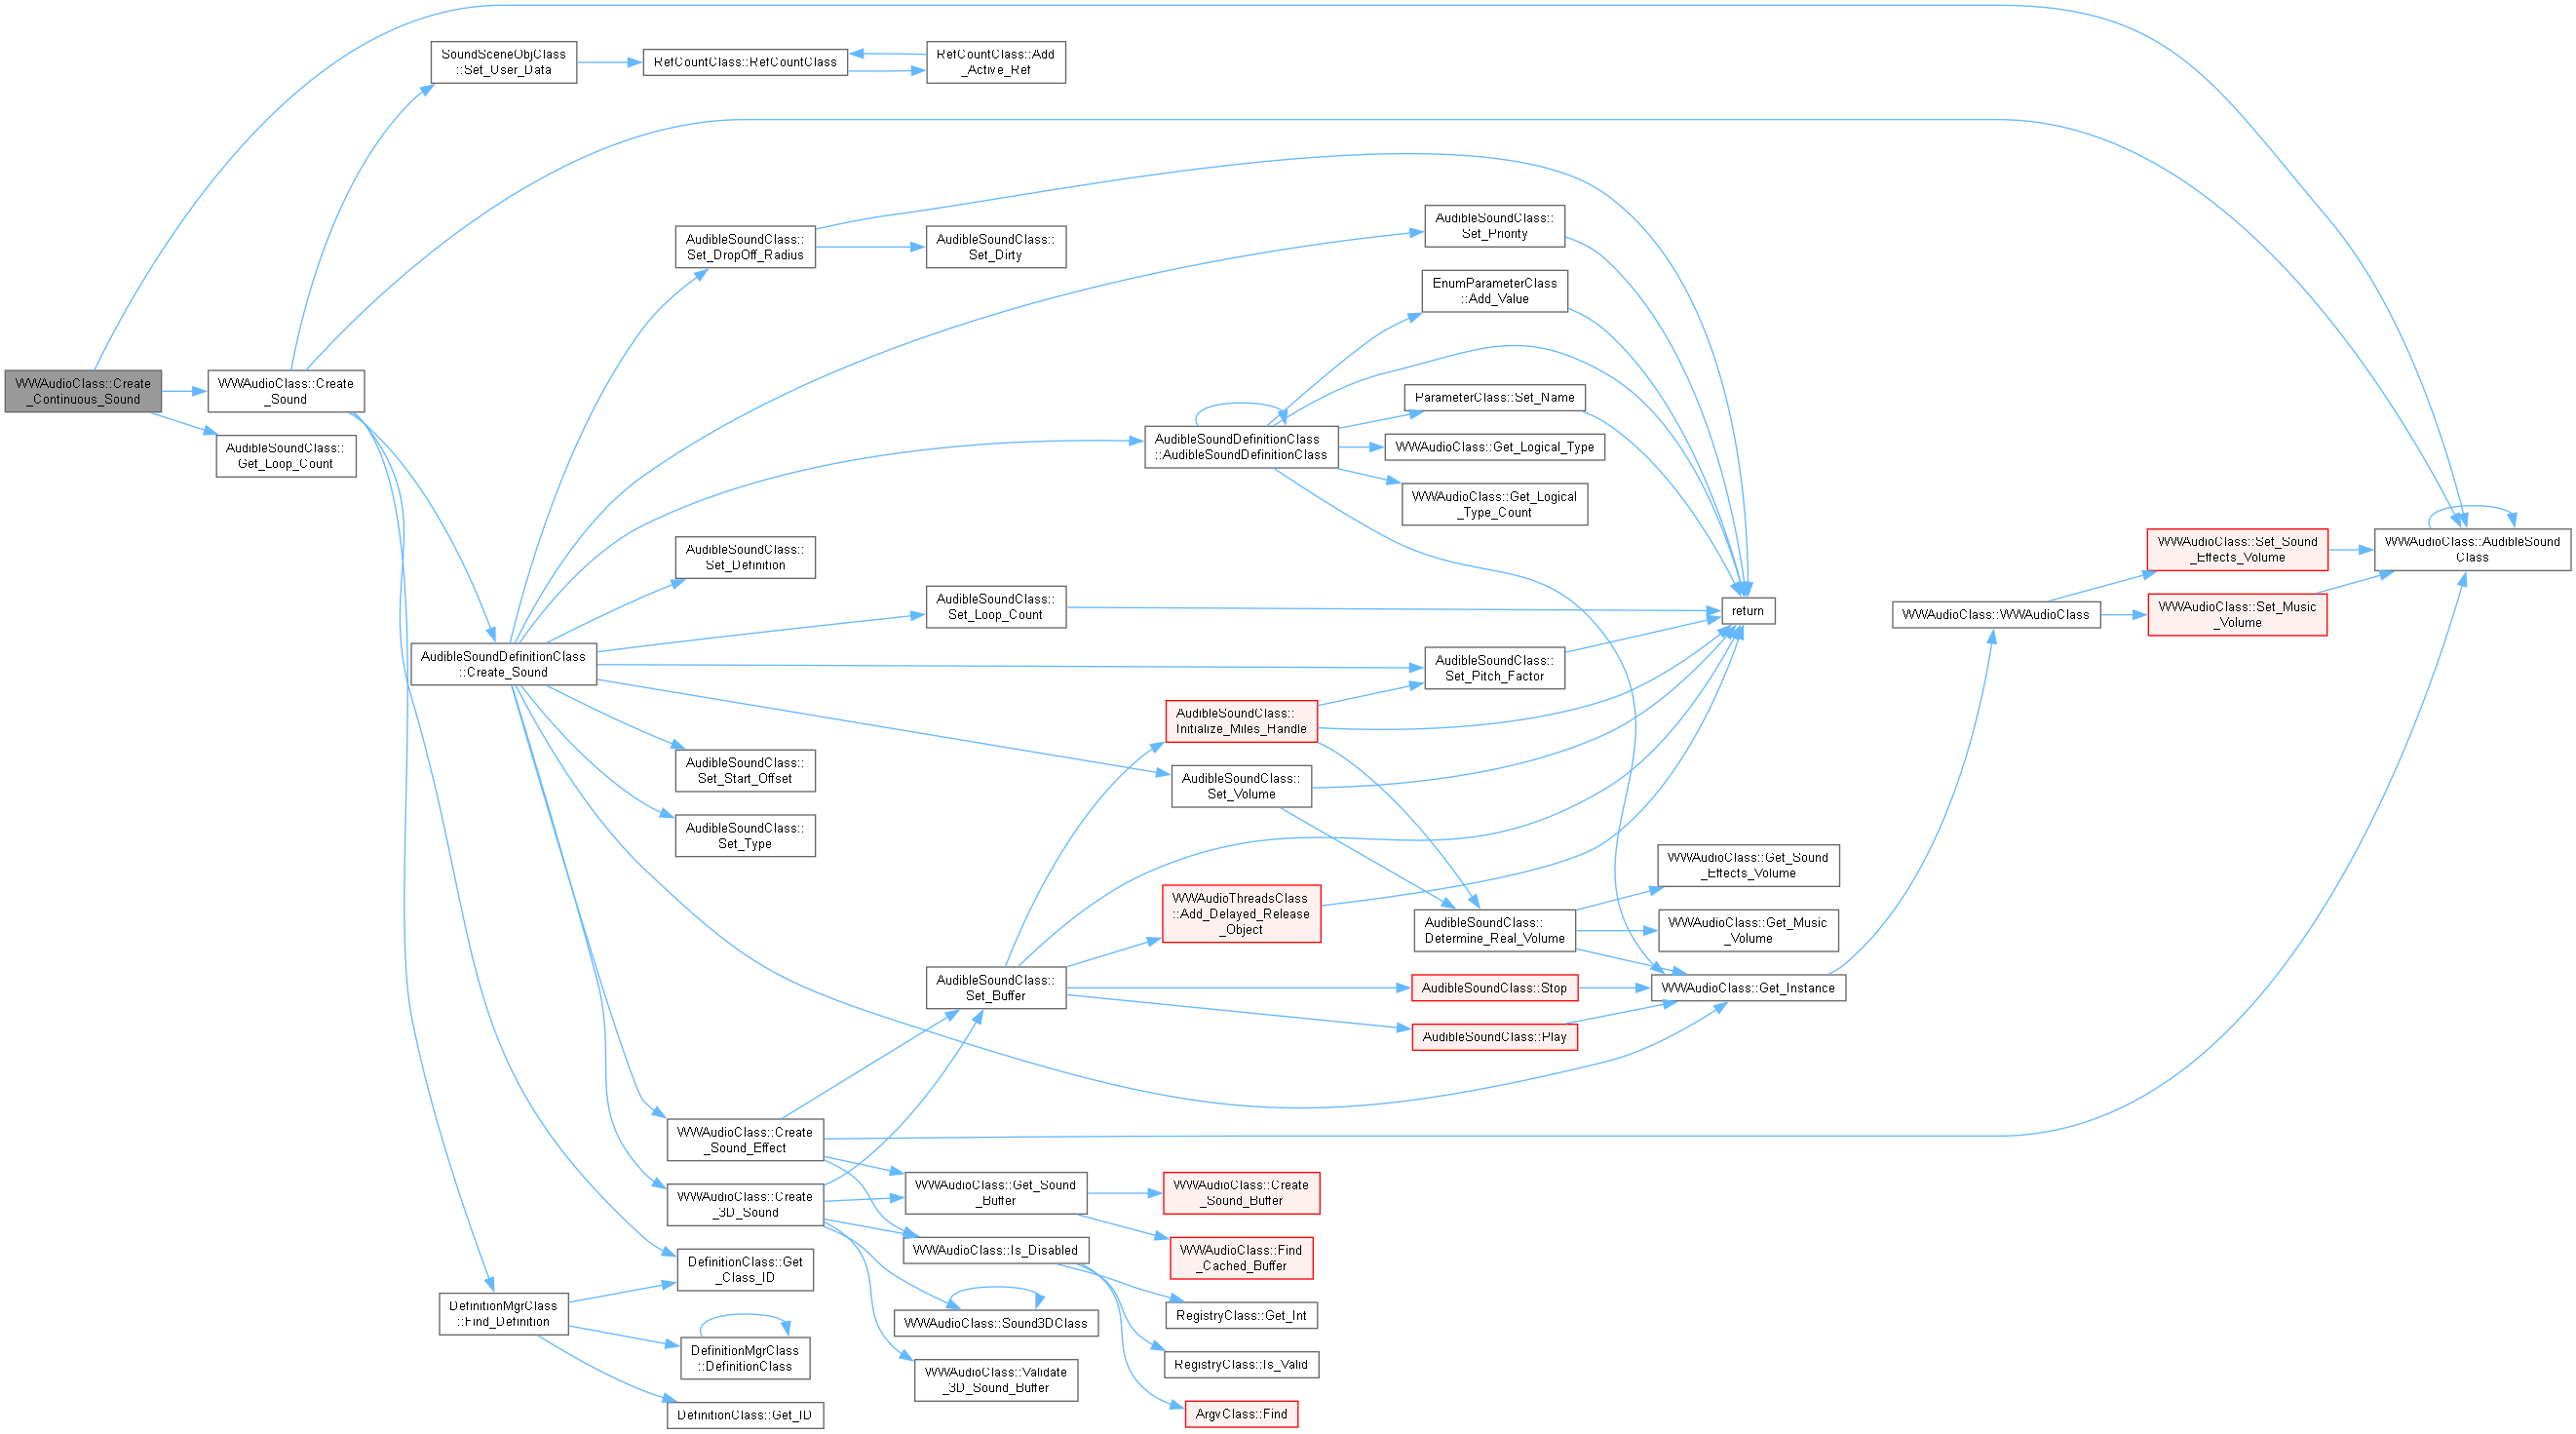 WWAudioClass::Create
_Continuous_Sound
WWAudioClass::Create
_Sound
AudibleSoundClass::
Get_Loop_Count
SoundSceneObjClass
::Set_User_Data
RefCountClass::RefCountClass
RefCountClass::Add
_Active_Ref
AudibleSoundDefinitionClass
::Create_Sound
DefinitionMgrClass
::Find_Definition
AudibleSoundClass::
Set_DropOff_Radius
AudibleSoundClass::
Set_Dirty
AudibleSoundClass::
Set_Definition
AudibleSoundClass::
Set_Loop_Count
AudibleSoundClass::
Set_Start_Offset
AudibleSoundClass::
Set_Type
WWAudioClass::Create
_Sound_Effect
WWAudioClass::Create
_3D_Sound
DefinitionClass::Get
_Class_ID
DefinitionMgrClass
::DefinitionClass
DefinitionClass::Get_ID
AudibleSoundClass::
Set_Buffer
WWAudioClass::Get_Sound
_Buffer
WWAudioClass::Is_Disabled
WWAudioClass::Sound3DClass
WWAudioClass::Validate
_3D_Sound_Buffer
AudibleSoundDefinitionClass
::AudibleSoundDefinitionClass
AudibleSoundClass::
Initialize_Miles_Handle
AudibleSoundClass::
Set_Volume
WWAudioThreadsClass
::Add_Delayed_Release
_Object
WWAudioClass::Create
_Sound_Buffer
WWAudioClass::Find
_Cached_Buffer
RegistryClass::Get_Int
RegistryClass::Is_Valid
ArgvClass::Find
AudibleSoundClass::
Set_Priority
EnumParameterClass
::Add_Value
ParameterClass::Set_Name
WWAudioClass::Get_Logical_Type
WWAudioClass::Get_Logical
_Type_Count
AudibleSoundClass::
Set_Pitch_Factor
AudibleSoundClass::
Determine_Real_Volume
AudibleSoundClass::Stop
AudibleSoundClass::Play
return
WWAudioClass::Get_Sound
_Effects_Volume
WWAudioClass::Get_Music
_Volume
WWAudioClass::Get_Instance
WWAudioClass::WWAudioClass
WWAudioClass::Set_Sound
_Effects_Volume
WWAudioClass::Set_Music
_Volume
WWAudioClass::AudibleSound
Class